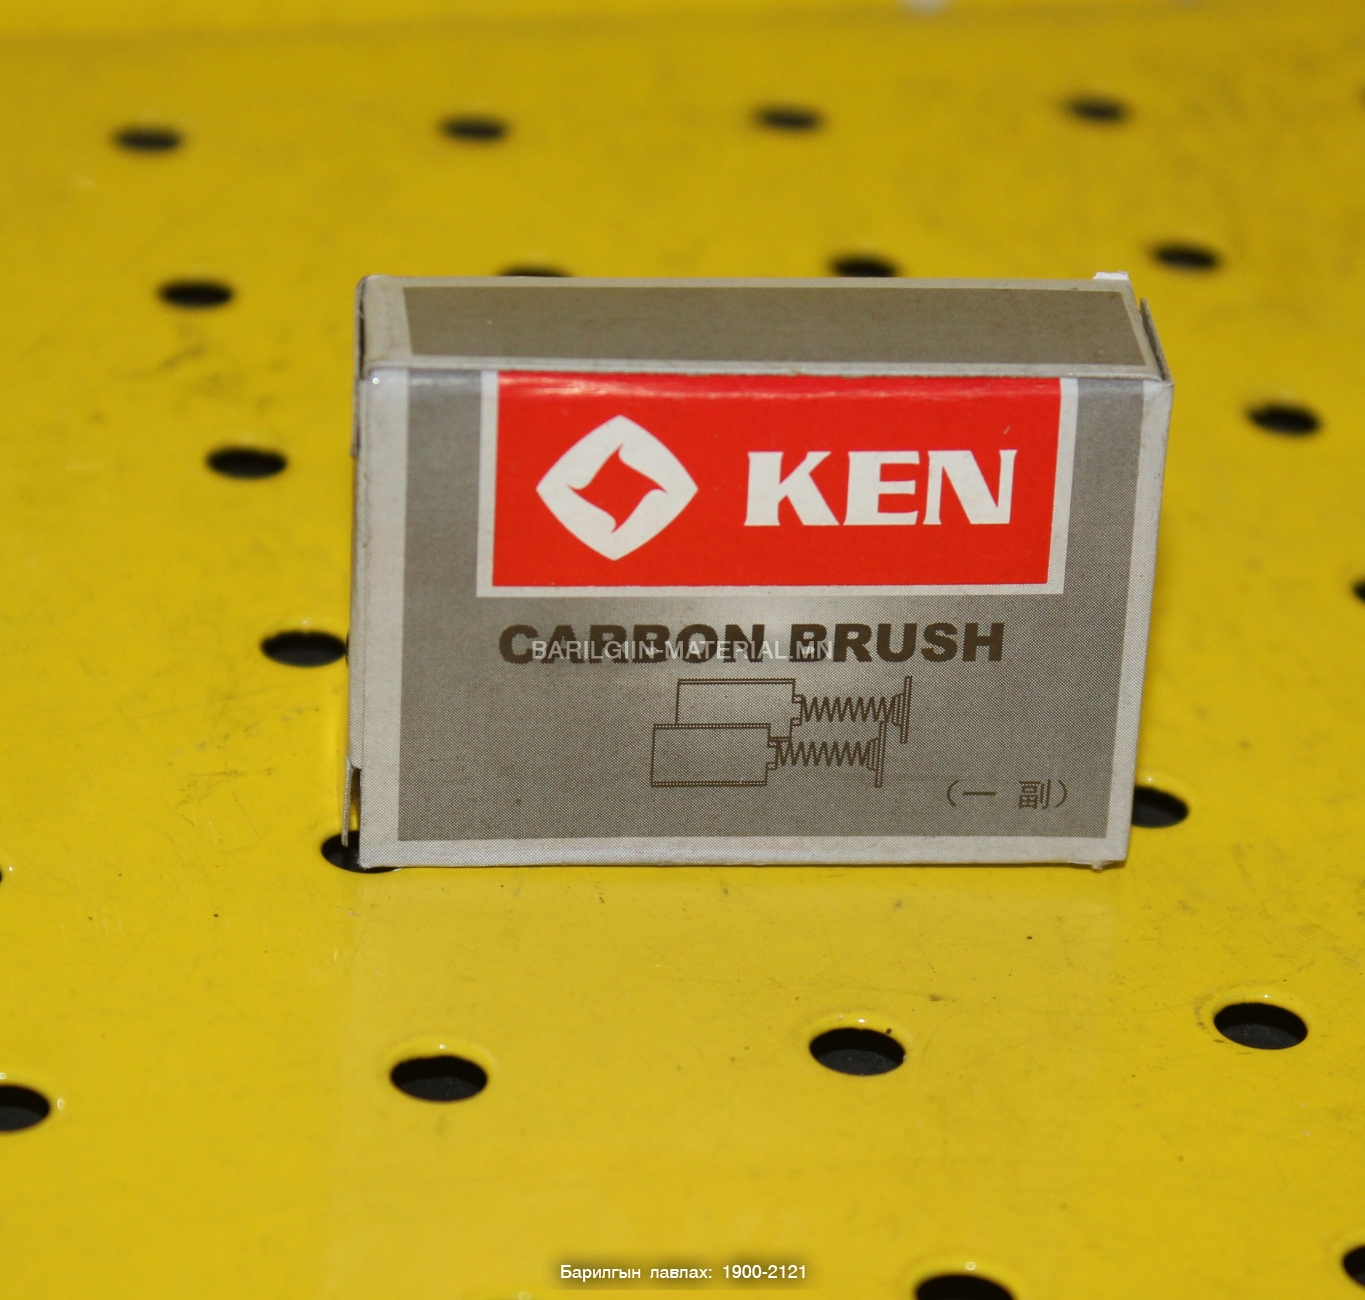 KEN
CARBON BRUSH
BARILGIIN-MATERIAL.MN
（一 副）
Барилгын лавлах: 1900-2121